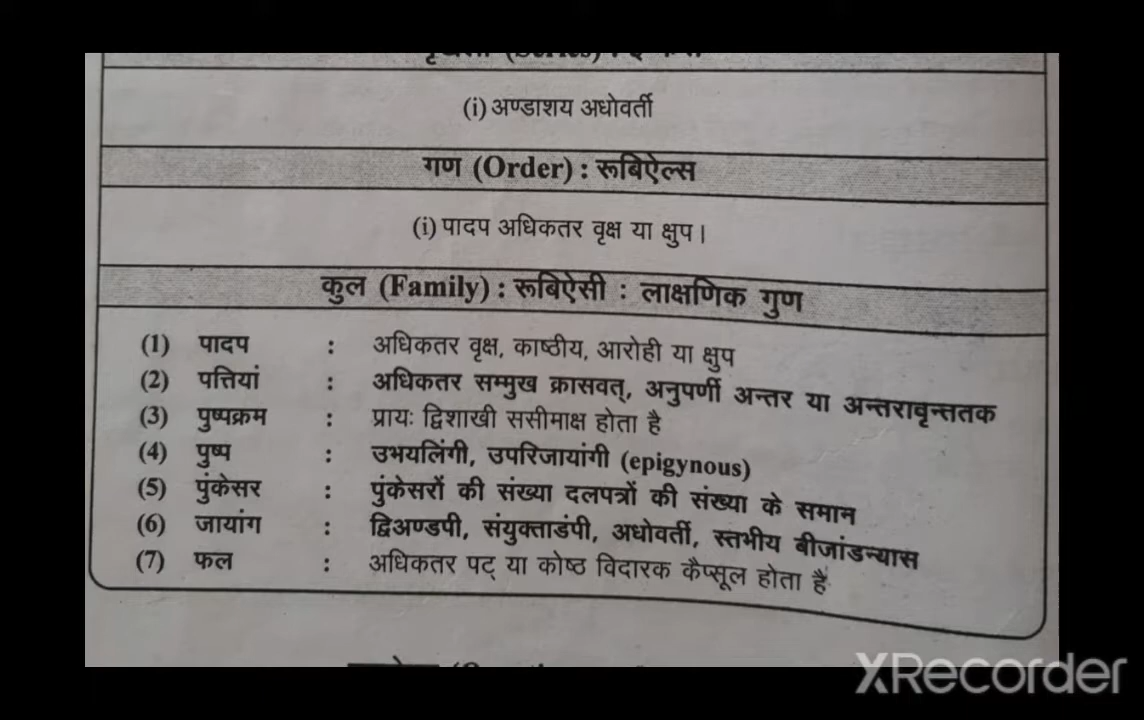 (i) अण्डाशय अधोवर्ती
गण (Order) : रूबिऐल्स
(i) पादप अधिकतर वृक्ष या क्षुप।
कुल (Family) : रूबिऐसी : लाक्षणिक गुण
(1) पादप : अधिकतर वृक्ष, काष्ठीय, आरोही या क्षुप
(2) पत्तियां : अधिकतर सम्मुख क्रासवत्, अनुपर्णी अन्तर या अन्तरावृन्ततक
(3) पुष्पक्रम : प्रायः द्विशाखी ससीमाक्ष होता है
(4) पुष्प : उभयलिंगी, उपरिजायांगी (epigynous)
(5) पुंकेसर : पुंकेसरों की संख्या दलपत्रों की संख्या के समान
(6) जायांग : द्विअण्डपी, संयुक्ताडंपी, अधोवर्ती, स्तभीय बीजांडन्यास
(7) फल : अधिकतर पट् या कोष्ठ विदारक कैप्सूल होता हैं
XRecorder